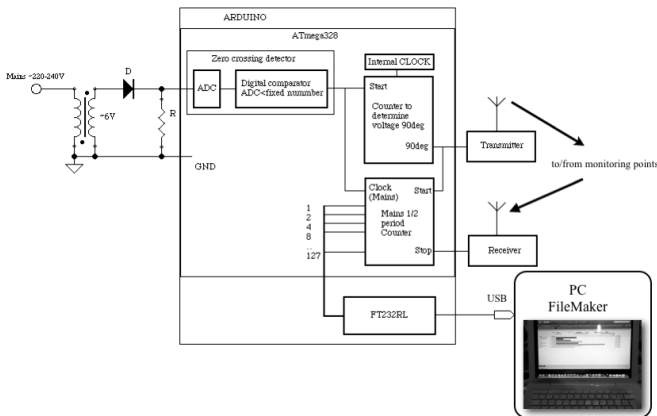 ARDUINO
ATmega328
Zero crossing detector
Internal CLOCK
Mains ~220-240V
D
ADC
Digital comparator
ADC<fixed nummber
Start
Counter to
determine
voltage 90deg
~6V
R
90deg
Transmitter
GND
to/from monitoring points
Clock
(Mains)
Start
1
2
4
8
..
127
Mains 1/2
period
Counter
Stop
Receiver
FT232RL
USB
PC
FileMaker